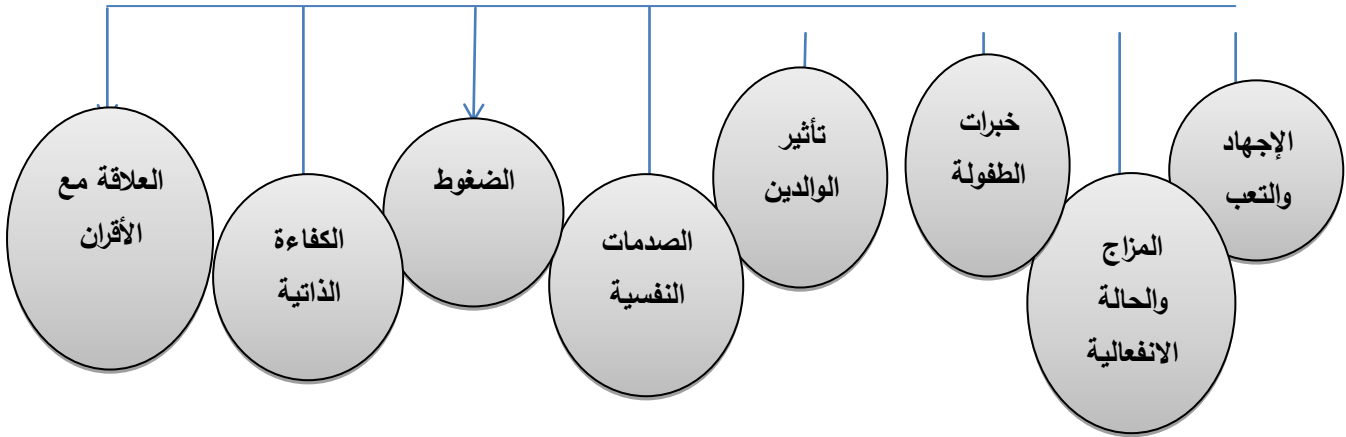 الإجهاد
والتعب
المزاج
والحالة
الانفعالية
خبرات
الطفولة
تأثير
الوالدين
الصدمات
النفسية
الضغوط
الكفاءة
الذاتية
العلاقة مع
الأقران